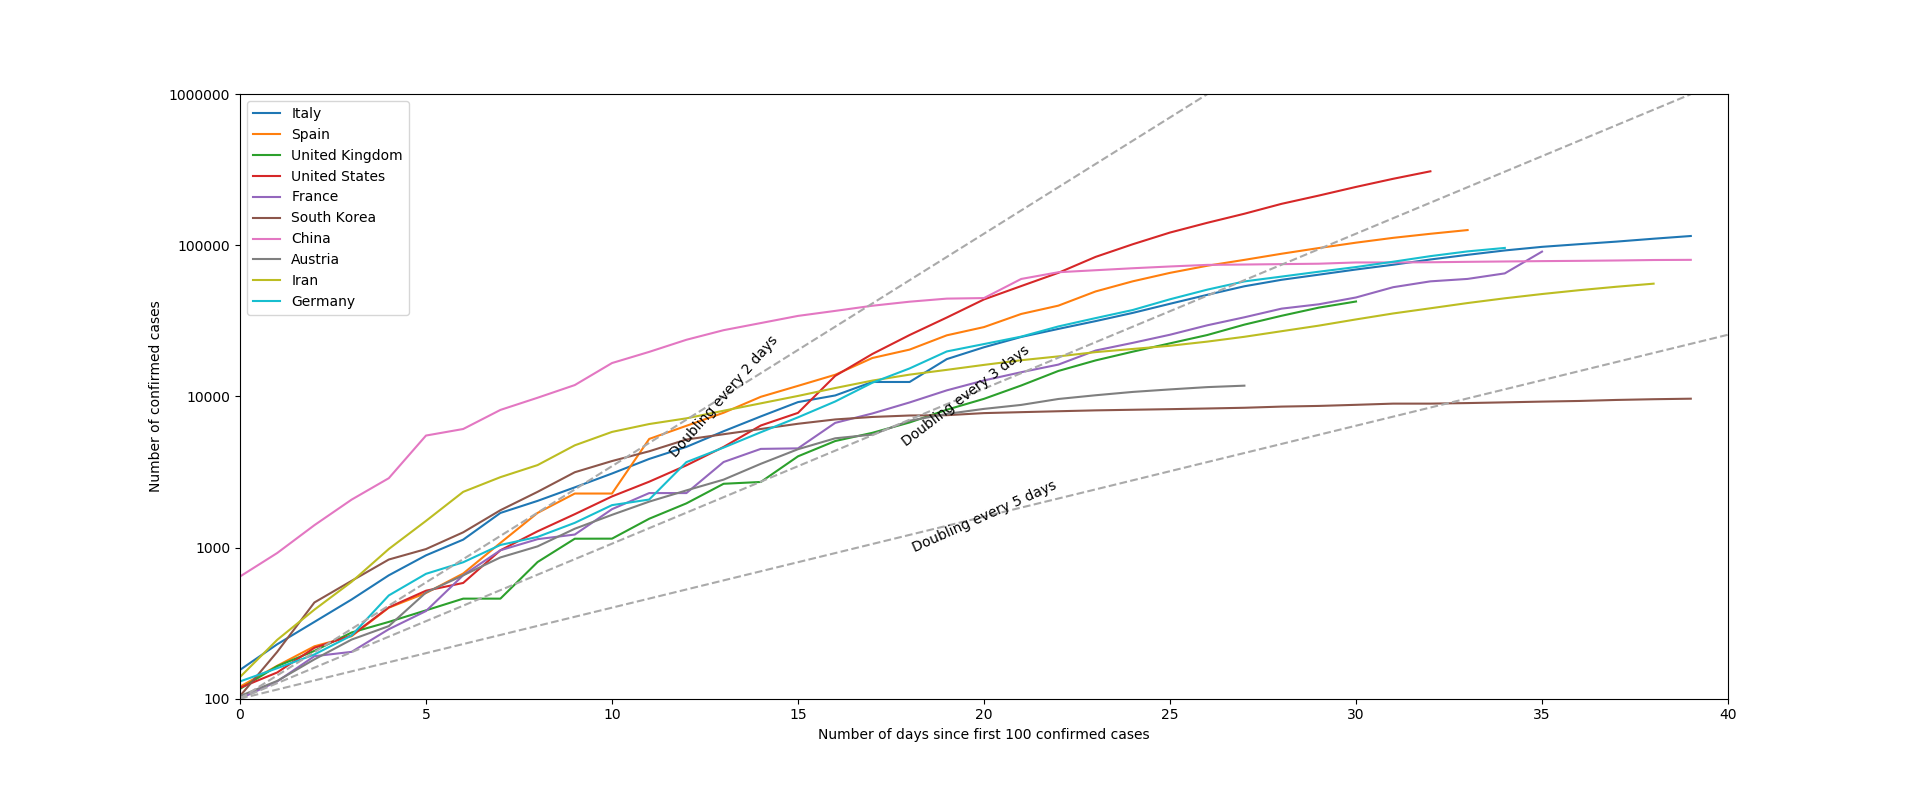 1000000
100000
10000
1000
100
Number of confirmed cases
Italy
Spain
United Kingdom
United States
France
South Korea
China
Austria
Iran
Germany
Doubling every 2 days
Doubling every 3 days
Doubling every 5 days
0 5 10 15 20 25 30 35 40
Number of days since first 100 confirmed cases